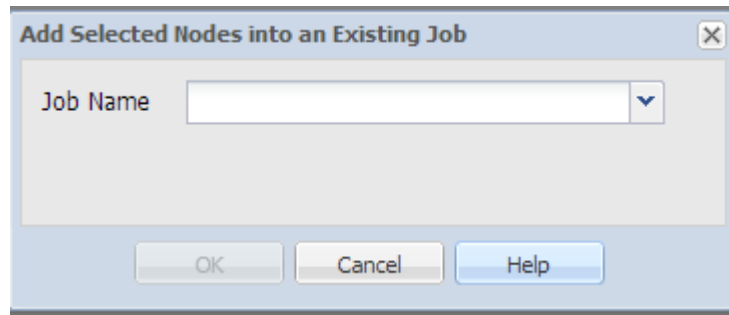 Add Selected Nodes into an Existing Job
Job Name
OK Cancel Help